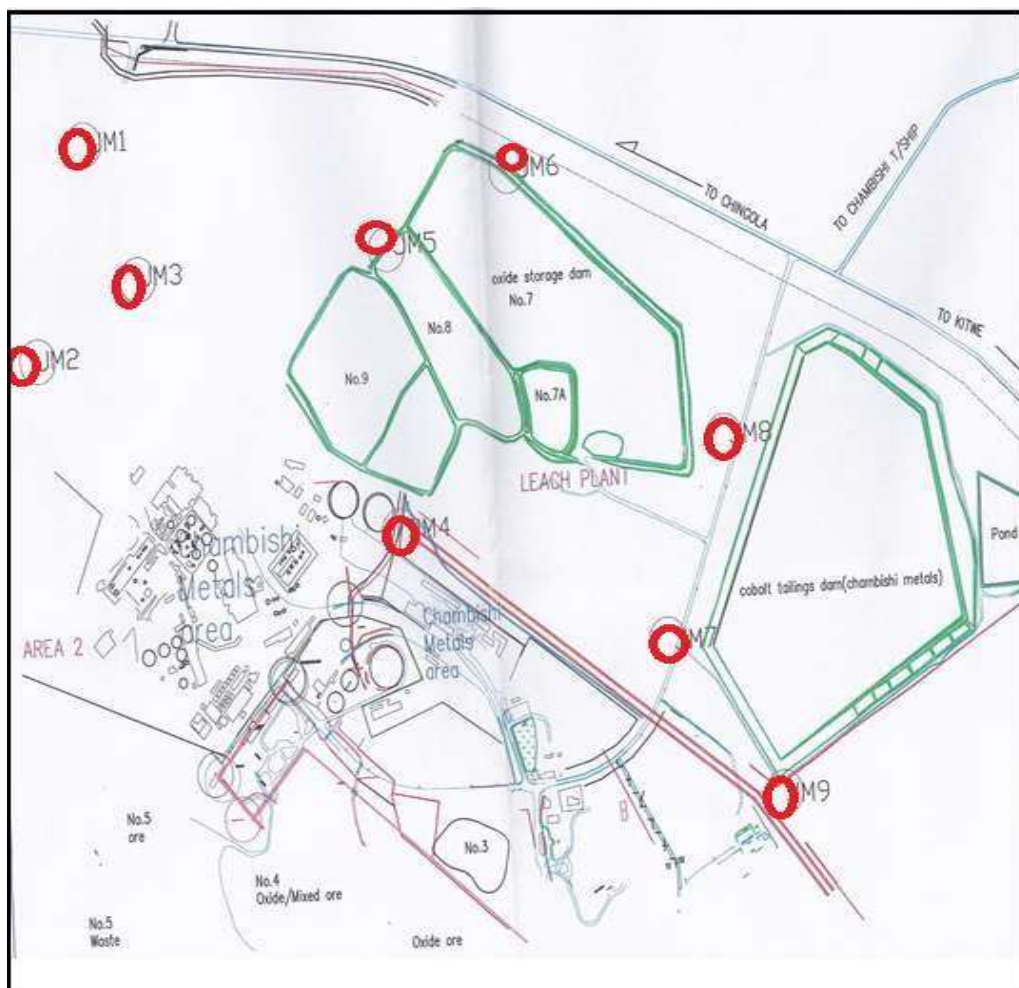 JM1
JM6
TO CHINGOLA
TO CHAMBISHI T/SHIP
JM5
JM3
oxide storage dam
No.7
TO KITWE
No.8
JM2
No.9
No.7A
JM8
LEACH PLANT
JM4
Pond
Chambishi
Metals
area
cobalt tailings dam(chambishi metals)
Chambishi
Metals
area
JM7
AREA 2
JM9
No.5
ore
No.3
No.4
Oxide/Mixed ore
No.5
Waste
Oxide ore